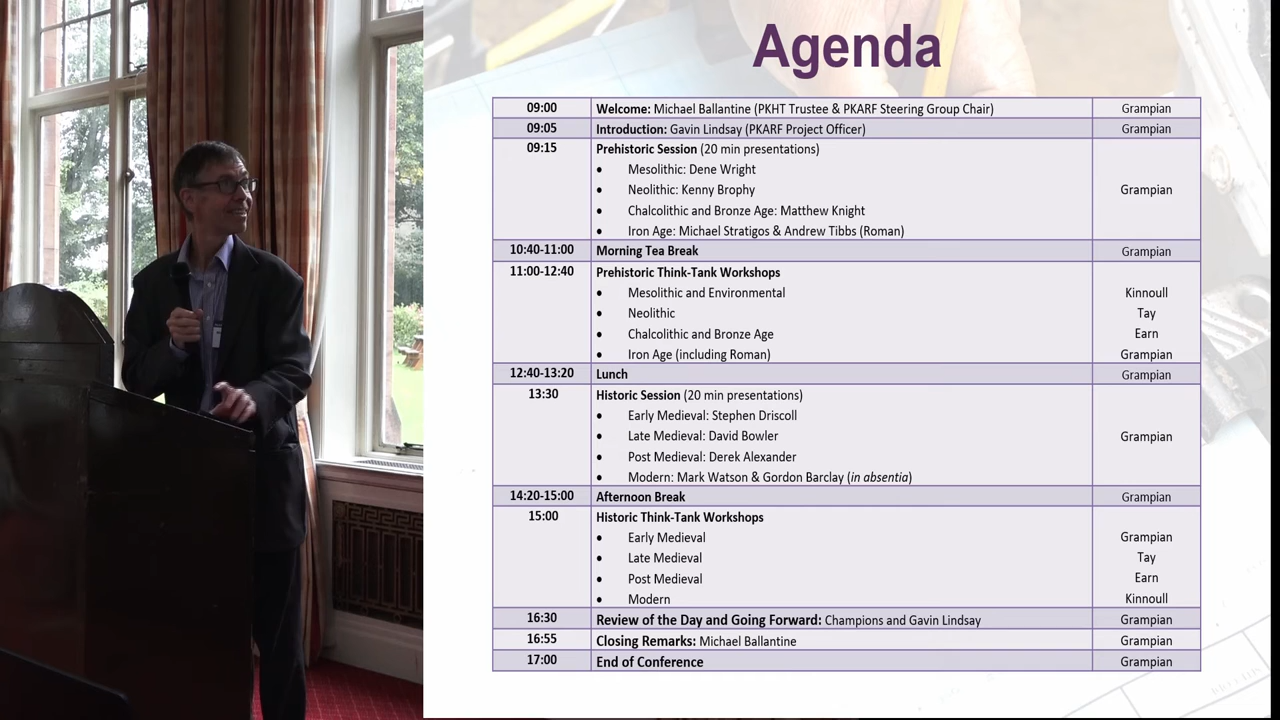 Agenda
09:00 Welcome: Michael Ballantine (PKHT Trustee & PKARF Steering Group Chair) Grampian
09:05 Introduction: Gavin Lindsay (PKARF Project Officer) Grampian
09:15 Prehistoric Session (20 min presentations)
• Mesolithic: Dene Wright
• Neolithic: Kenny Brophy Grampian
• Chalcolithic and Bronze Age: Matthew Knight
• Iron Age: Michael Stratigos & Andrew Tibbs (Roman)
10:40-11:00 Morning Tea Break Grampian
11:00-12:40 Prehistoric Think-Tank Workshops
• Mesolithic and Environmental Kinnoull
• Neolithic Tay
• Chalcolithic and Bronze Age Earn
• Iron Age (including Roman) Grampian
12:40-13:20 Lunch Grampian
13:30 Historic Session (20 min presentations)
• Early Medieval: Stephen Driscoll
• Late Medieval: David Bowler Grampian
• Post Medieval: Derek Alexander
• Modern: Mark Watson & Gordon Barclay (in absentia)
14:20-15:00 Afternoon Break Grampian
15:00 Historic Think-Tank Workshops
• Early Medieval Grampian
• Late Medieval Tay
• Post Medieval Earn
• Modern Kinnoull
16:30 Review of the Day and Going Forward: Champions and Gavin Lindsay Grampian
16:55 Closing Remarks: Michael Ballantine Grampian
17:00 End of Conference Grampian